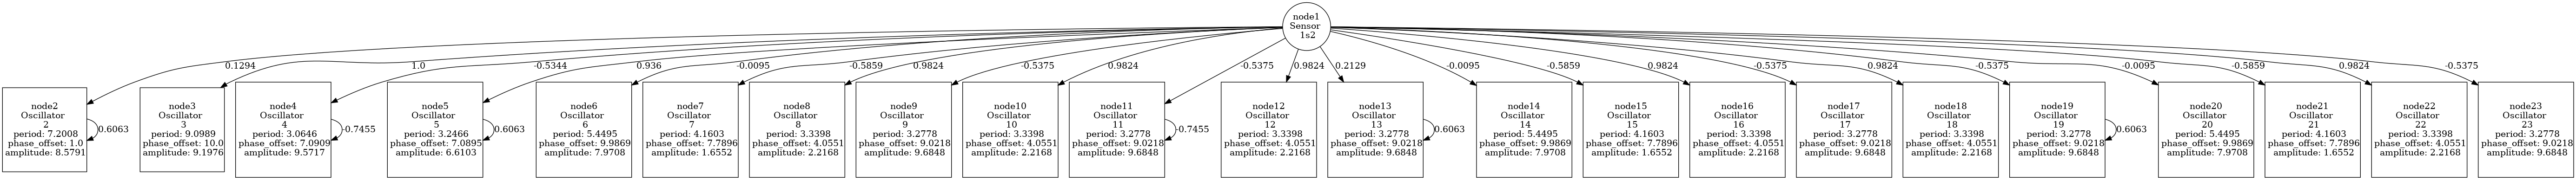 node1
Sensor
1s2
0.1294
1.0
-0.5344
0.936
-0.0095
-0.5859
0.9824
-0.5375
0.9824
-0.5375
0.9824
0.2129
-0.0095
-0.5859
0.9824
-0.5375
0.9824
-0.5375
-0.0095
-0.5859
0.9824
-0.5375
node2
Oscillator
2
period: 7.2008
phase_offset: 1.0
amplitude: 8.5791
0.6063
node3
Oscillator
3
period: 9.0989
phase_offset: 10.0
amplitude: 9.1976
node4
Oscillator
4
period: 3.0646
phase_offset: 7.0909
amplitude: 9.5717
-0.7455
node5
Oscillator
5
period: 3.2466
phase_offset: 7.0895
amplitude: 6.6103
0.6063
node6
Oscillator
6
period: 5.4495
phase_offset: 9.9869
amplitude: 7.9708
node7
Oscillator
7
period: 4.1603
phase_offset: 7.7896
amplitude: 1.6552
node8
Oscillator
8
period: 3.3398
phase_offset: 4.0551
amplitude: 2.2168
node9
Oscillator
9
period: 3.2778
phase_offset: 9.0218
amplitude: 9.6848
node10
Oscillator
10
period: 3.3398
phase_offset: 4.0551
amplitude: 2.2168
node11
Oscillator
11
period: 3.2778
phase_offset: 9.0218
amplitude: 9.6848
-0.7455
node12
Oscillator
12
period: 3.3398
phase_offset: 4.0551
amplitude: 2.2168
node13
Oscillator
13
period: 3.2778
phase_offset: 9.0218
amplitude: 9.6848
0.6063
node14
Oscillator
14
period: 5.4495
phase_offset: 9.9869
amplitude: 7.9708
node15
Oscillator
15
period: 4.1603
phase_offset: 7.7896
amplitude: 1.6552
node16
Oscillator
16
period: 3.3398
phase_offset: 4.0551
amplitude: 2.2168
node17
Oscillator
17
period: 3.2778
phase_offset: 9.0218
amplitude: 9.6848
node18
Oscillator
18
period: 3.3398
phase_offset: 4.0551
amplitude: 2.2168
node19
Oscillator
19
period: 3.2778
phase_offset: 9.0218
amplitude: 9.6848
0.6063
node20
Oscillator
20
period: 5.4495
phase_offset: 9.9869
amplitude: 7.9708
node21
Oscillator
21
period: 4.1603
phase_offset: 7.7896
amplitude: 1.6552
node22
Oscillator
22
period: 3.3398
phase_offset: 4.0551
amplitude: 2.2168
node23
Oscillator
23
period: 3.2778
phase_offset: 9.0218
amplitude: 9.6848